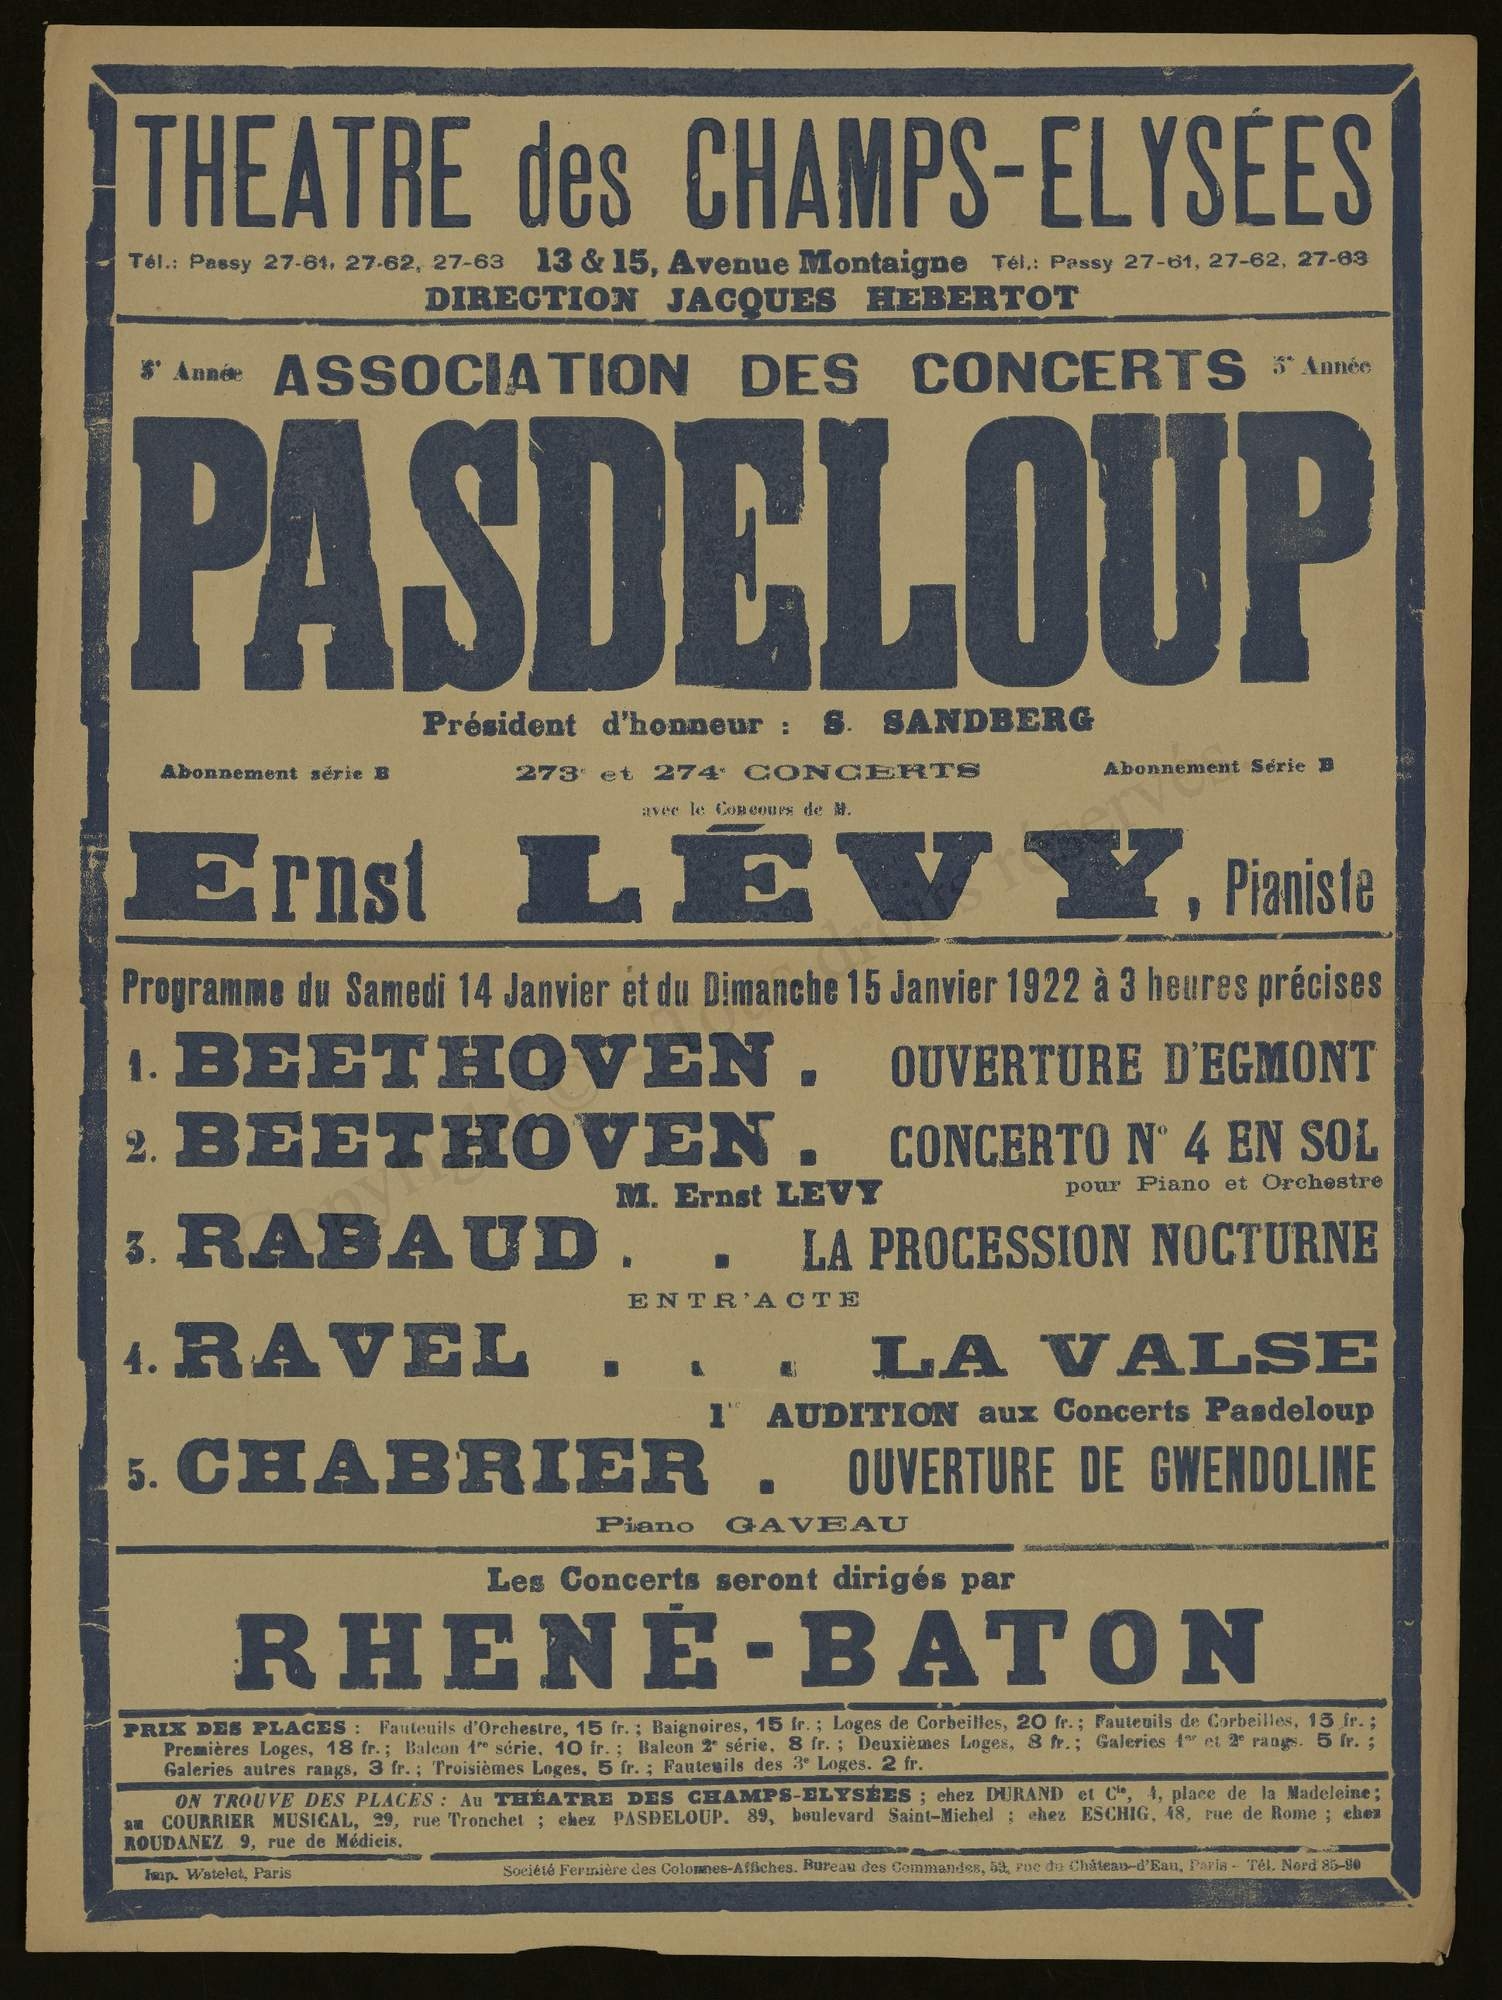 THEATRE des CHAMPS-ELYSÉES
Tél.: Passy 27-61, 27-62, 27-63 13 & 15, Avenue Montaigne Tél.: Passy 27-61, 27-62, 27-63
DIRECTION JACQUES HEBERTOT
5e Année ASSOCIATION DES CONCERTS 5e Année
PASDELOUP
Président d'honneur : S. SANDBERG
Abonnement série B 273e et 274e CONCERTS Abonnement Série B
avec le Concours de M.
Ernst LÉVY, Pianiste
Programme du Samedi 14 Janvier et du Dimanche 15 Janvier 1922 à 3 heures précises
1. BEETHOVEN . OUVERTURE D'EGMONT
2. BEETHOVEN . CONCERTO No 4 EN SOL
pour Piano et Orchestre
M. Ernst LEVY
3. RABAUD . . LA PROCESSION NOCTURNE
ENTR'ACTE
4. RAVEL . . . LA VALSE
1re AUDITION aux Concerts Pasdeloup
5. CHABRIER . OUVERTURE DE GWENDOLINE
Piano GAVEAU
Les Concerts seront dirigés par
RHENÉ-BATON
PRIX DES PLACES : Fauteuils d'Orchestre, 15 fr. ; Baignoires, 15 fr. ; Loges de Corbeilles, 20 fr. ; Fauteuils de Corbeilles, 15 fr. ;
Premières Loges, 18 fr. ; Balcon 1re série, 10 fr. ; Balcon 2e série, 8 fr. ; Deuxièmes Loges, 8 fr. ; Galeries 1er et 2e rangs. 5 fr. ;
Galeries autres rangs, 3 fr. ; Troisièmes Loges, 5 fr. ; Fauteuils des 3e Loges. 2 fr.
ON TROUVE DES PLACES : Au THÉATRE DES CHAMPS-ELYSÉES ; chez DURAND et Cie, 4, place de la Madeleine ;
au COURRIER MUSICAL, 29, rue Tronchet ; chez PASDELOUP. 89, boulevard Saint-Michel ; chez ESCHIG, 48, rue de Rome ; chez
ROUDANEZ 9, rue de Médicis.
Imp. Watelet, Paris Société Fermière des Colonnes-Affiches. Bureau des Commandes, 59, rue du Château-d'Eau, Paris - Tél. Nord 85-90
Copyright © Tous droits réservés